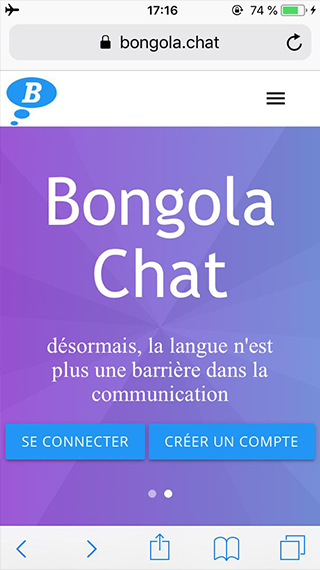 17:16
74 %
bongola.chat
B
Bongola
Chat
désormais, la langue n'est
plus une barrière dans la
communication
SE CONNECTER
CRÉER UN COMPTE